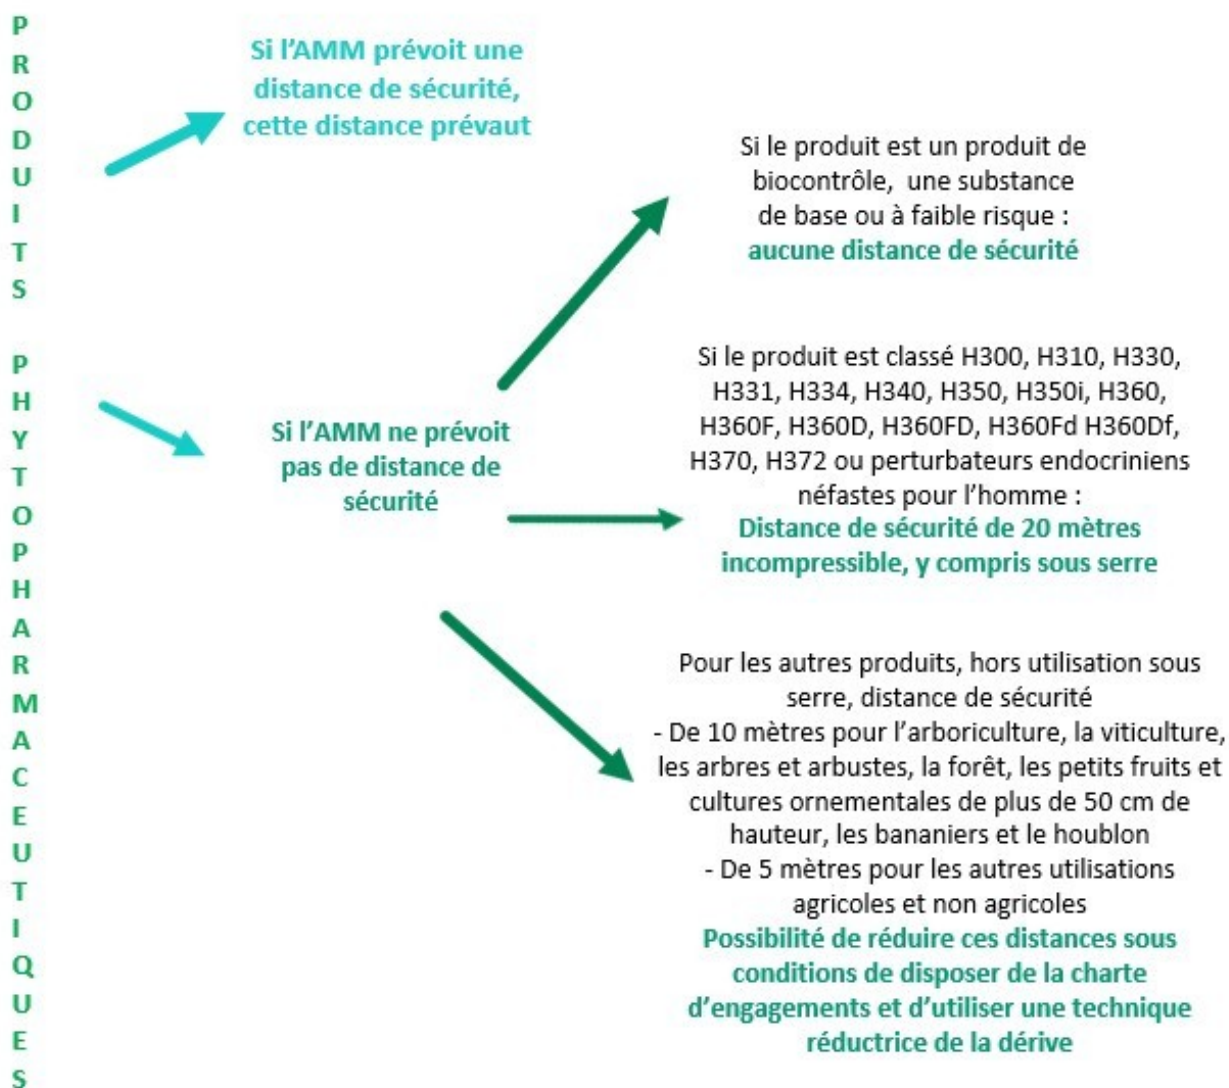 PRODUITS PHYTOPHARMACEUTIQUES
Si l'AMM prévoit une
distance de sécurité,
cette distance prévaut
Si l'AMM ne prévoit
pas de distance de
sécurité
Si le produit est un produit de
biocontrôle, une substance
de base ou à faible risque :
aucune distance de sécurité
Si le produit est classé H300, H310, H330,
H331, H334, H340, H350, H350i, H360,
H360F, H360D, H360FD, H360Fd H360Df,
H370, H372 ou perturbateurs endocriniens
néfastes pour l'homme :
Distance de sécurité de 20 mètres
incompressible, y compris sous serre
Pour les autres produits, hors utilisation sous
serre, distance de sécurité
- De 10 mètres pour l'arboriculture, la viticulture,
les arbres et arbustes, la forêt, les petits fruits et
cultures ornementales de plus de 50 cm de
hauteur, les bananiers et le houblon
- De 5 mètres pour les autres utilisations
agricoles et non agricoles
Possibilité de réduire ces distances sous
conditions de disposer de la charte
d'engagements et d'utiliser une technique
réductrice de la dérive